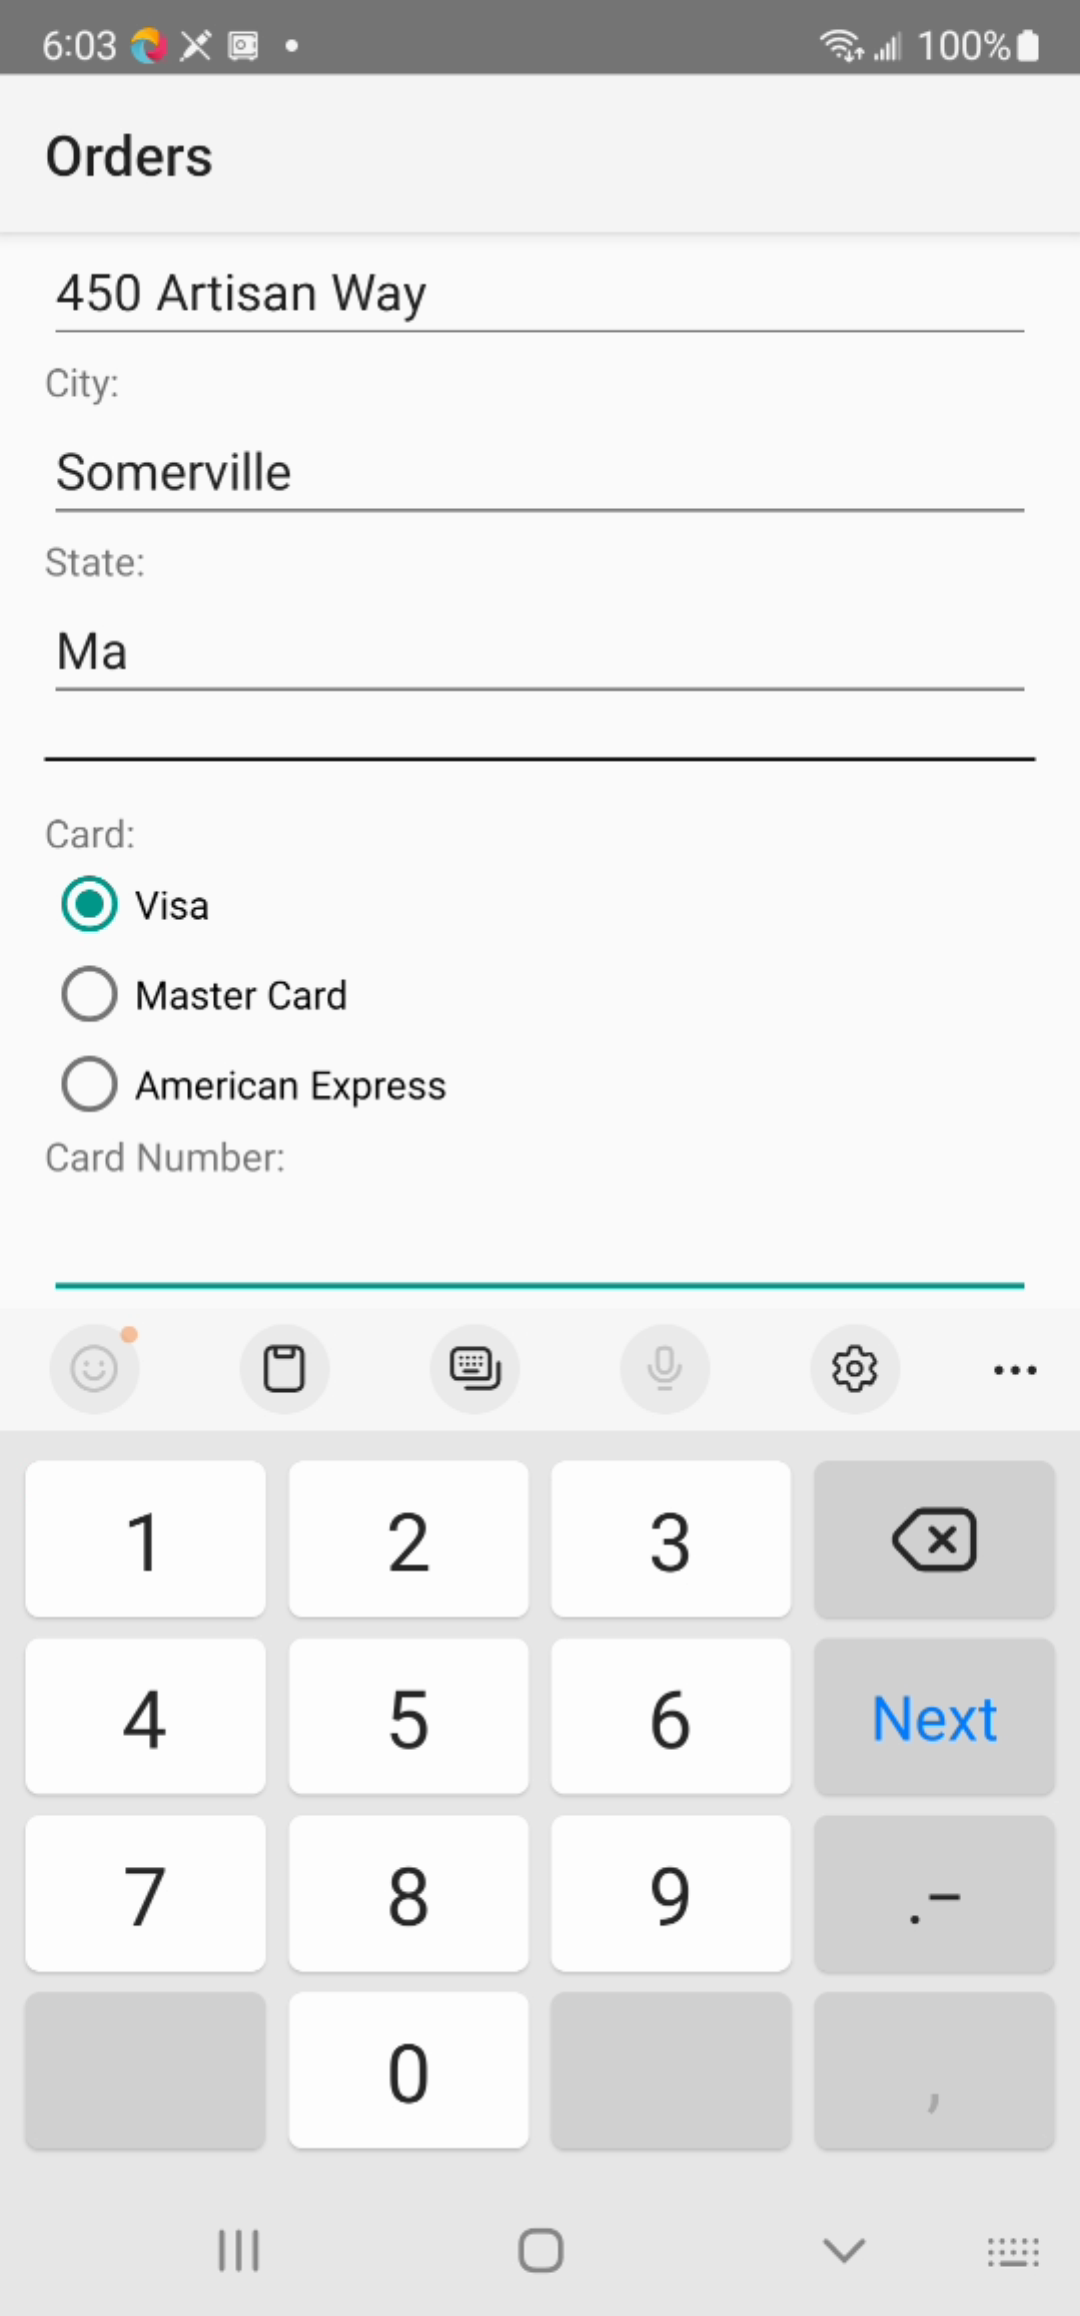 6:03 100%
Orders
450 Artisan Way
City:
Somerville
State:
Ma
Card:
Visa
Master Card
American Express
Card Number:
1 2 3
4 5 6 Next
7 8 9 .-
0 ,